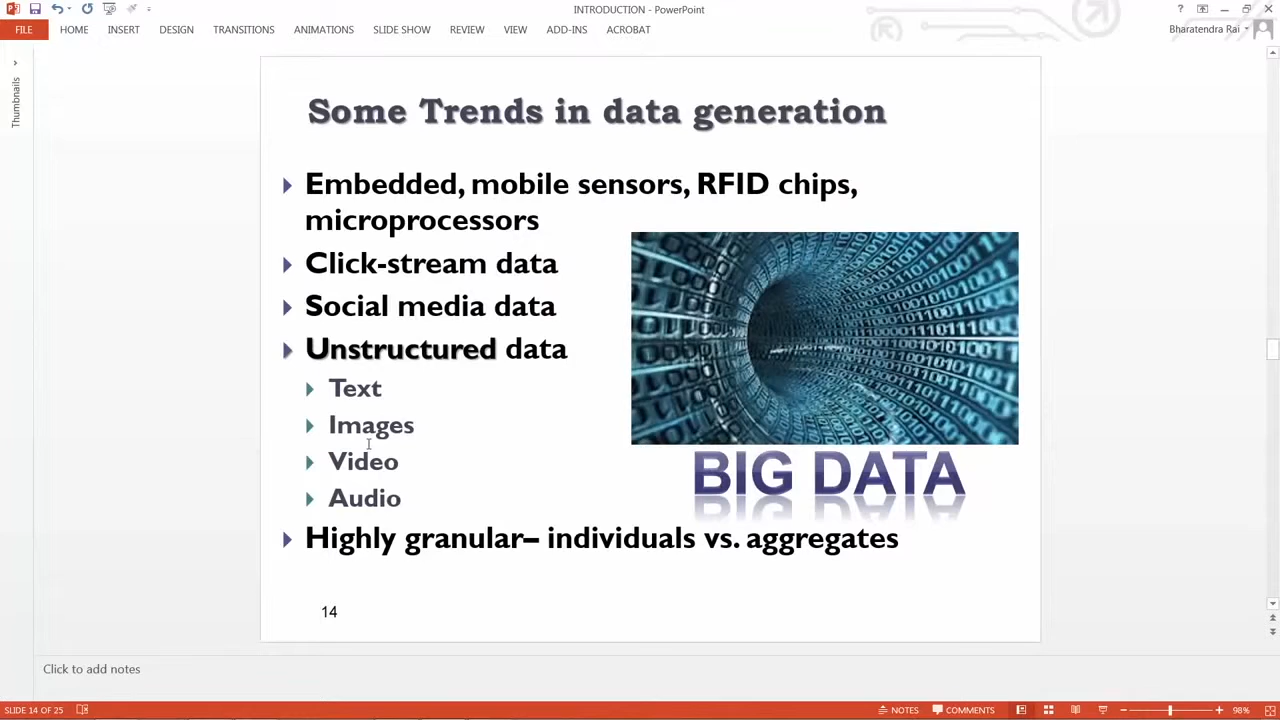 INTRODUCTION - PowerPoint
FILE HOME INSERT DESIGN TRANSITIONS ANIMATIONS SLIDE SHOW REVIEW VIEW ADD-INS ACROBAT Bharatendra Rai
Thumbnails
Some Trends in data generation
Embedded, mobile sensors, RFID chips,
microprocessors
Click-stream data
Social media data
Unstructured data
Text
Images
Video
Audio
BIG DATA
Highly granular– individuals vs. aggregates
14
Click to add notes
SLIDE 14 OF 25 NOTES COMMENTS 98%